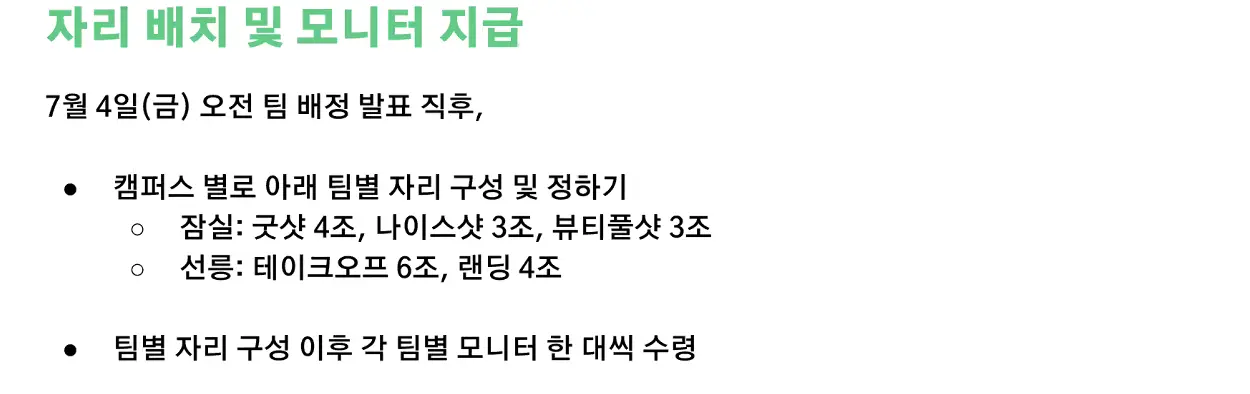 자리 배치 및 모니터 지급
7월 4일(금) 오전 팀 배정 발표 직후,
● 캠퍼스 별로 아래 팀별 자리 구성 및 정하기
○ 잠실: 굿샷 4조, 나이스샷 3조, 뷰티풀샷 3조
○ 선릉: 테이크오프 6조, 랜딩 4조
● 팀별 자리 구성 이후 각 팀별 모니터 한 대씩 수령